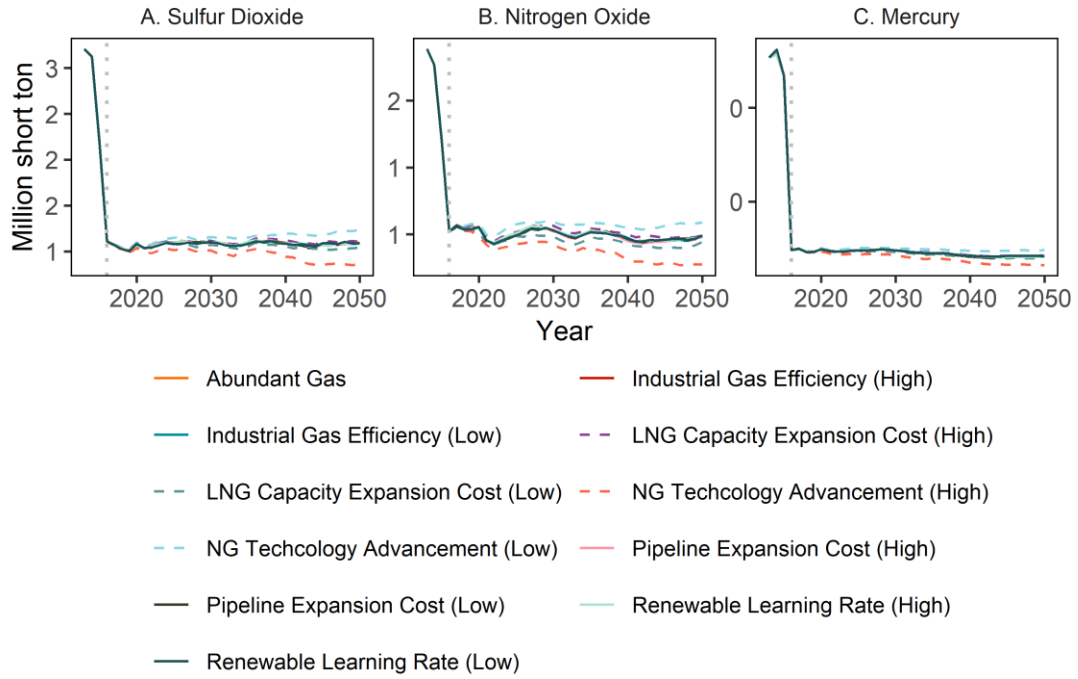 A. Sulfur Dioxide
B. Nitrogen Oxide
C. Mercury
Million short ton
3
2
2
2
1
2
1
1
0
0
2020 2030 2040 2050
2020 2030 2040 2050
2020 2030 2040 2050
Year
Abundant Gas
Industrial Gas Efficiency (High)
Industrial Gas Efficiency (Low)
LNG Capacity Expansion Cost (High)
LNG Capacity Expansion Cost (Low)
NG Techcology Advancement (High)
NG Techcology Advancement (Low)
Pipeline Expansion Cost (High)
Pipeline Expansion Cost (Low)
Renewable Learning Rate (High)
Renewable Learning Rate (Low)